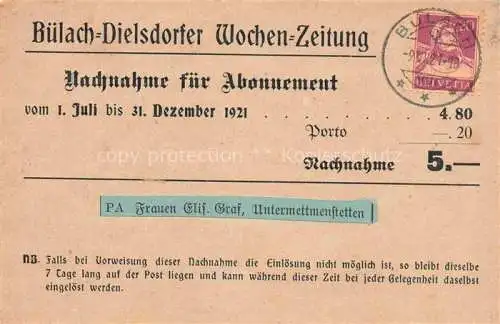 Bülach-Dielsdorfer Wochen-Zeitung
Nachnahme für Abonnement
vom 1. Juli bis 31. Dezember 1921 . . . . . . . . 4.80
Porto —.20
Nachnahme 5.—
PA Frauen Elis. Graf, Untermettmenstetten
NB. Falls bei Vorweisung dieser Nachnahme die Einlösung nicht möglich ist, so bleibt dieselbe
7 Tage lang auf der Post liegen und kann während dieser Zeit bei jeder Gelegenheit daselbst
eingelöst werden.
HELVETIA
copy protection · Kopierschutz